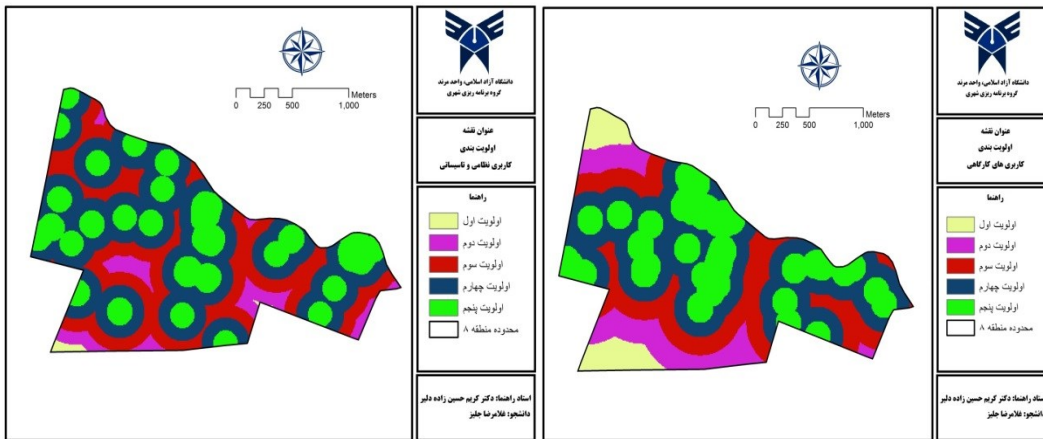 Meters
0 250 500 1,000
دانشگاه آزاد اسلامی، واحد مرند
گروه برنامه ریزی شهری
عنوان نقشه
اولویت بندی
کاربری نظامی و تاسیساتی
راهنما
اولویت اول
اولویت دوم
اولویت سوم
اولویت چهارم
اولویت پنجم
محدوده منطقه ۸
استاد راهنما: دکتر کریم حسین زاده دلیر
دانشجو: غلامرضا جلیز
Meters
0 250 500 1,000
دانشگاه آزاد اسلامی، واحد مرند
گروه برنامه ریزی شهری
عنوان نقشه
اولویت بندی
کاربری های کارگاهی
راهنما
اولویت اول
اولویت دوم
اولویت سوم
اولویت چهارم
اولویت پنجم
محدوده منطقه ۸
استاد راهنما: دکتر کریم حسین زاده دلیر
دانشجو: غلامرضا جلیز